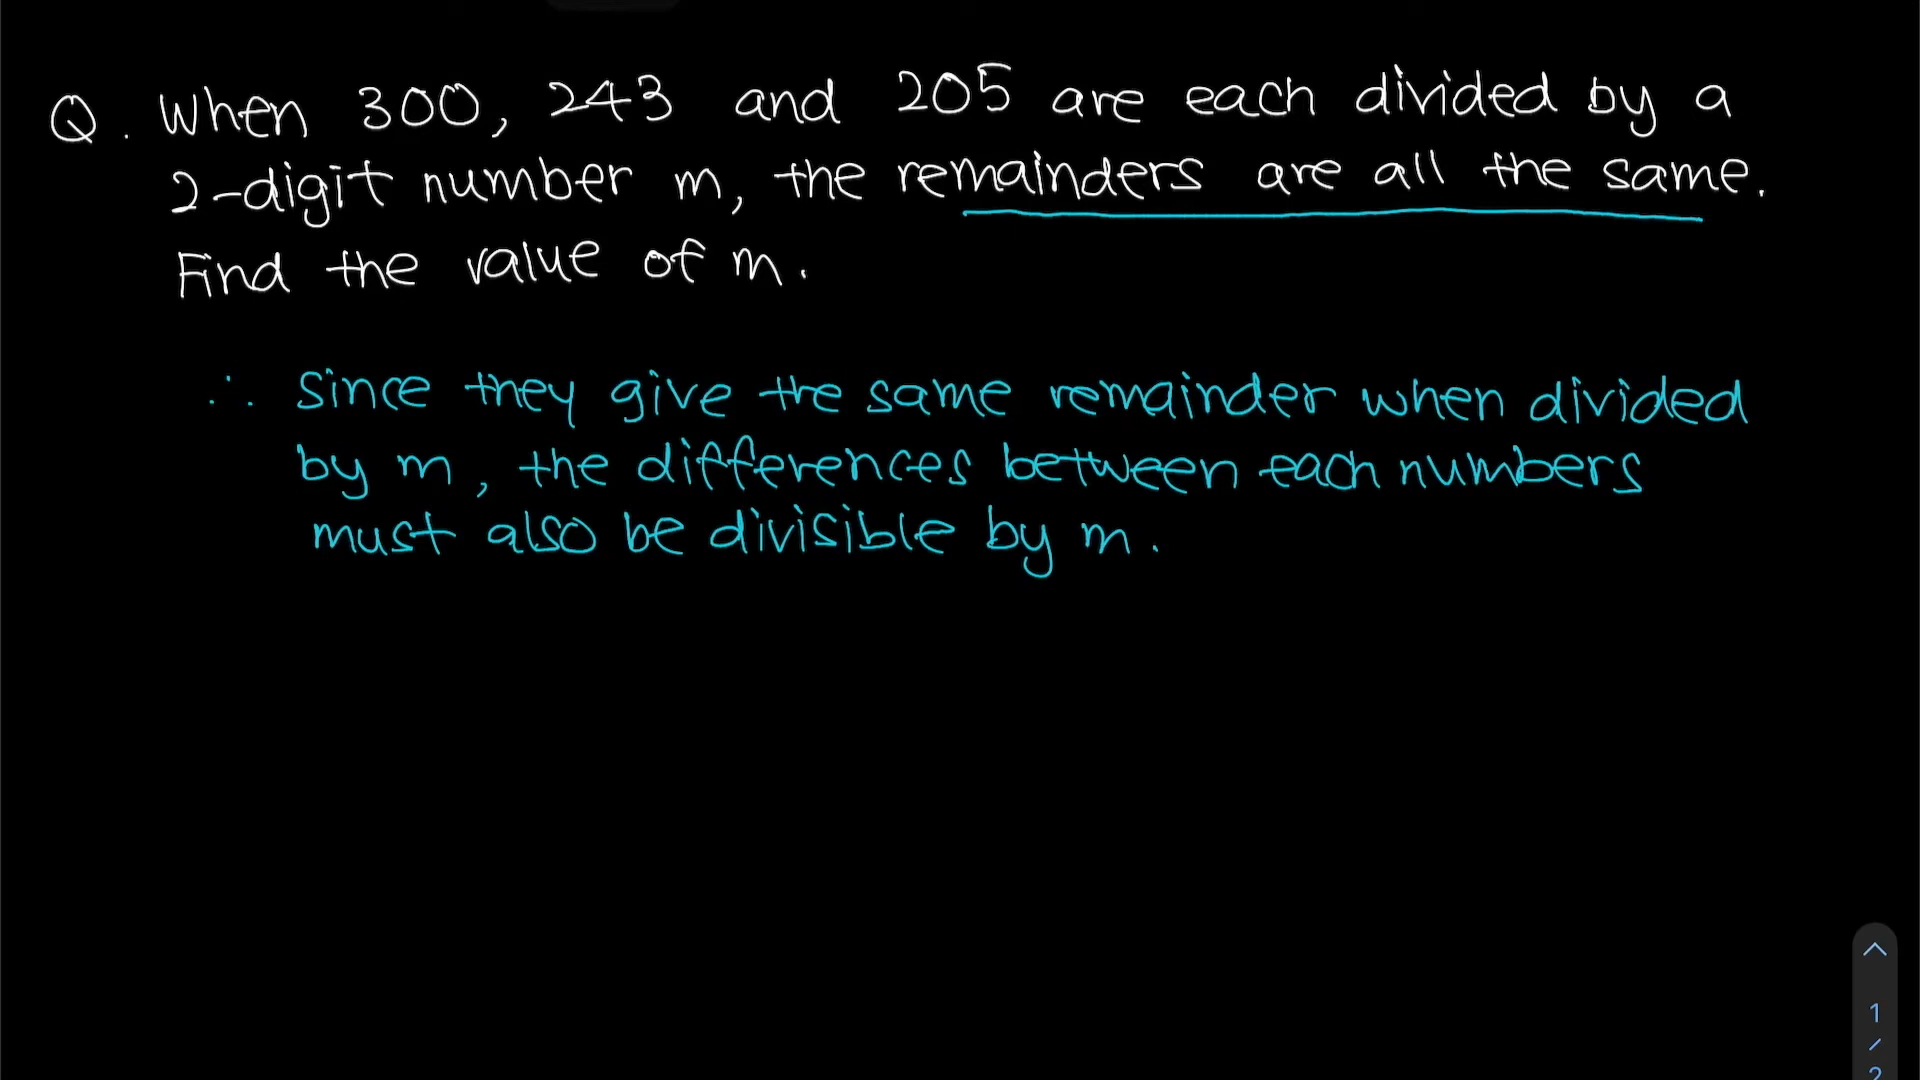 Q. When 300, 243 and 205 are each divided by a
2-digit number m, the remainders are all the same.
Find the value of m.
∴ Since they give the same remainder when divided
by m, the differences between each numbers
must also be divisible by m.
1
/
2